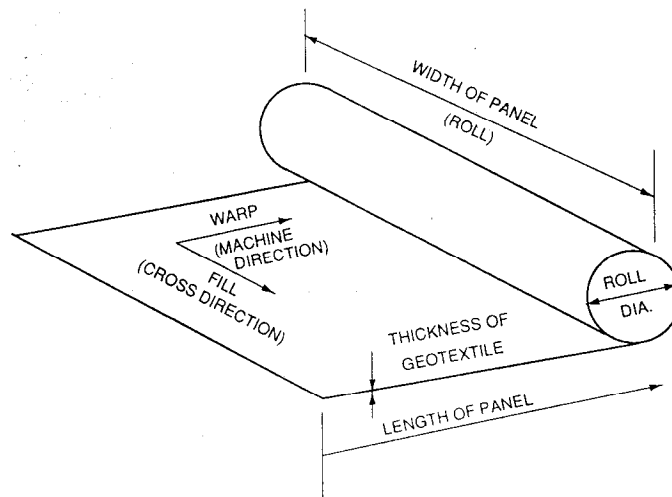 WIDTH OF PANEL
(ROLL)
WARP
(MACHINE
DIRECTION)
FILL
(CROSS DIRECTION)
ROLL
DIA.
THICKNESS OF
GEOTEXTILE
LENGTH OF PANEL